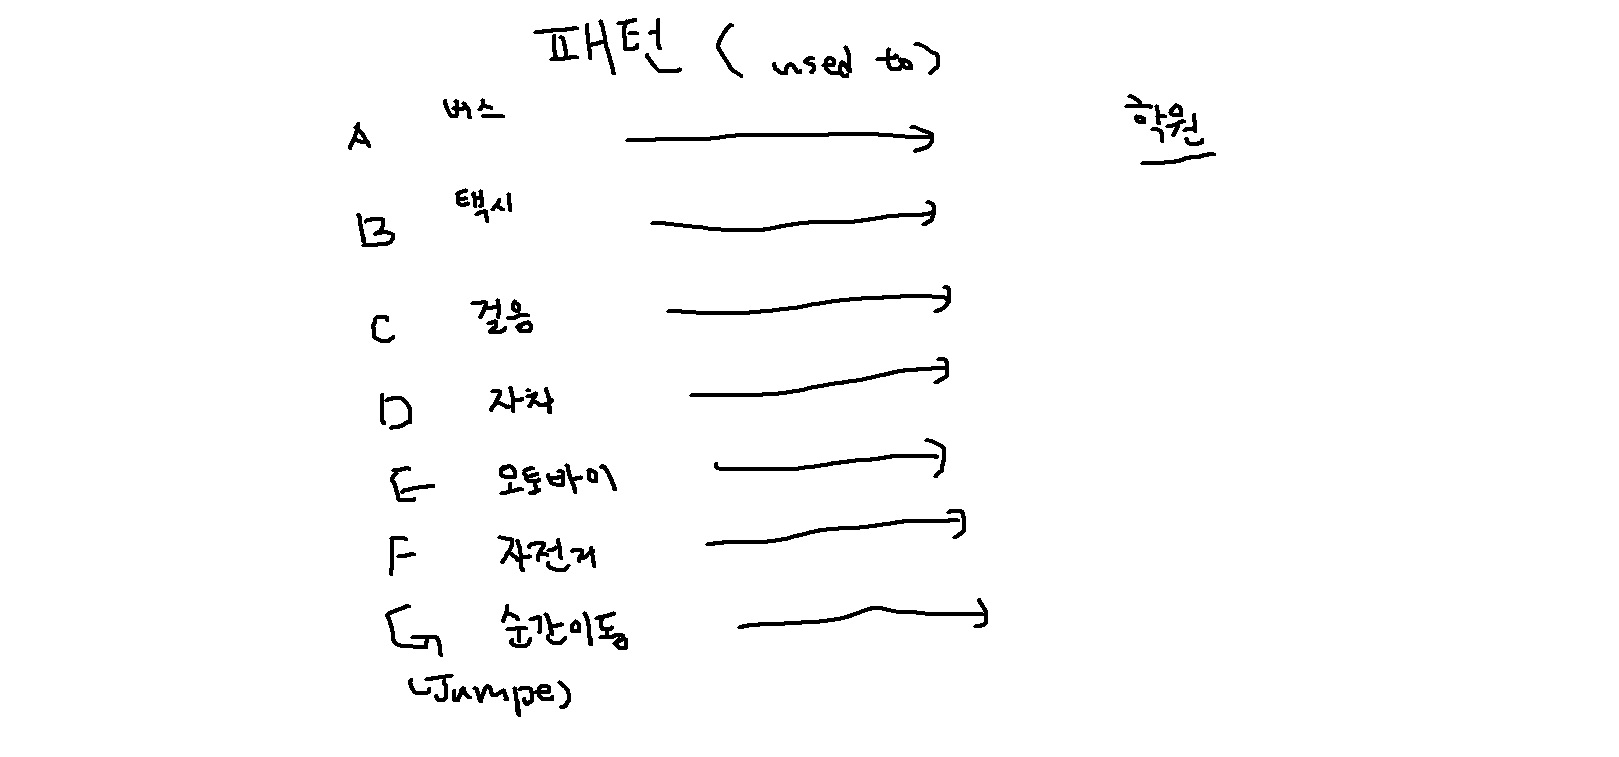 패턴 (used to)
A 버스 → 학원
B 택시 →
C 걸음 →
D 자차 →
E 오토바이 →
F 자전거 →
G 순간이동 →
(Jumpe)